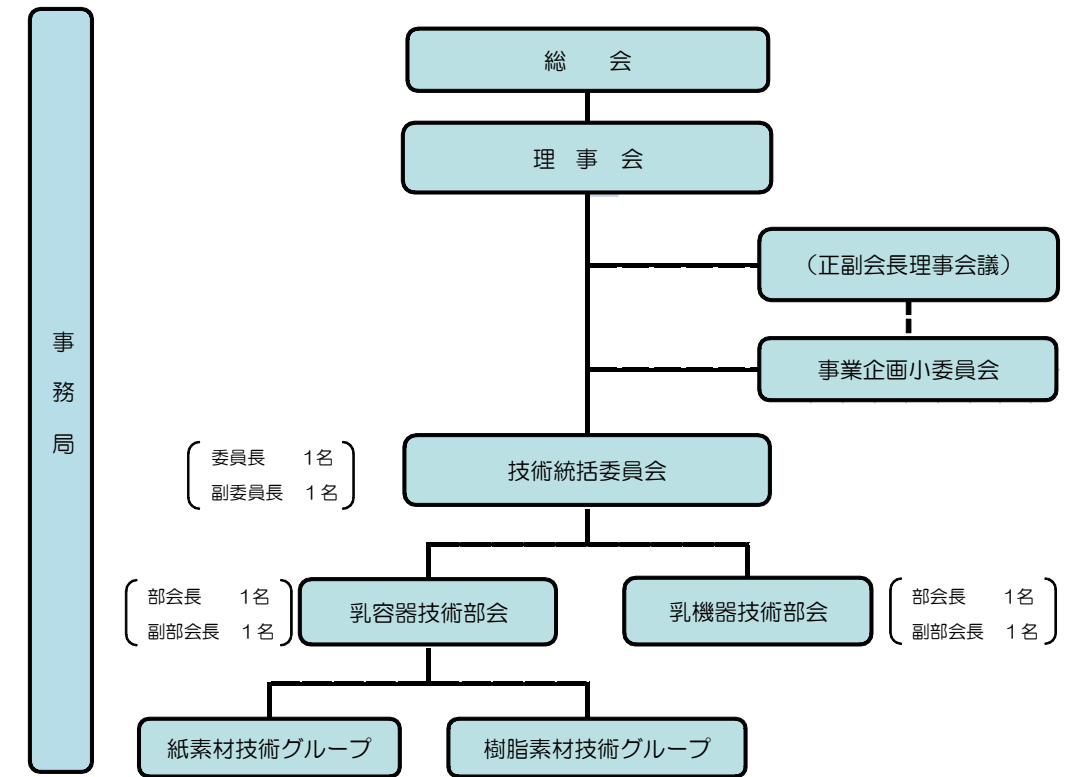 総　会
理　事　会
（正副会長理事会議）
事業企画小委員会
事
務
局
委員長　1名
副委員長　１名
技術統括委員会
部会長　1名
副部会長　１名
乳容器技術部会
乳機器技術部会
部会長　1名
副部会長　１名
紙素材技術グループ
樹脂素材技術グループ